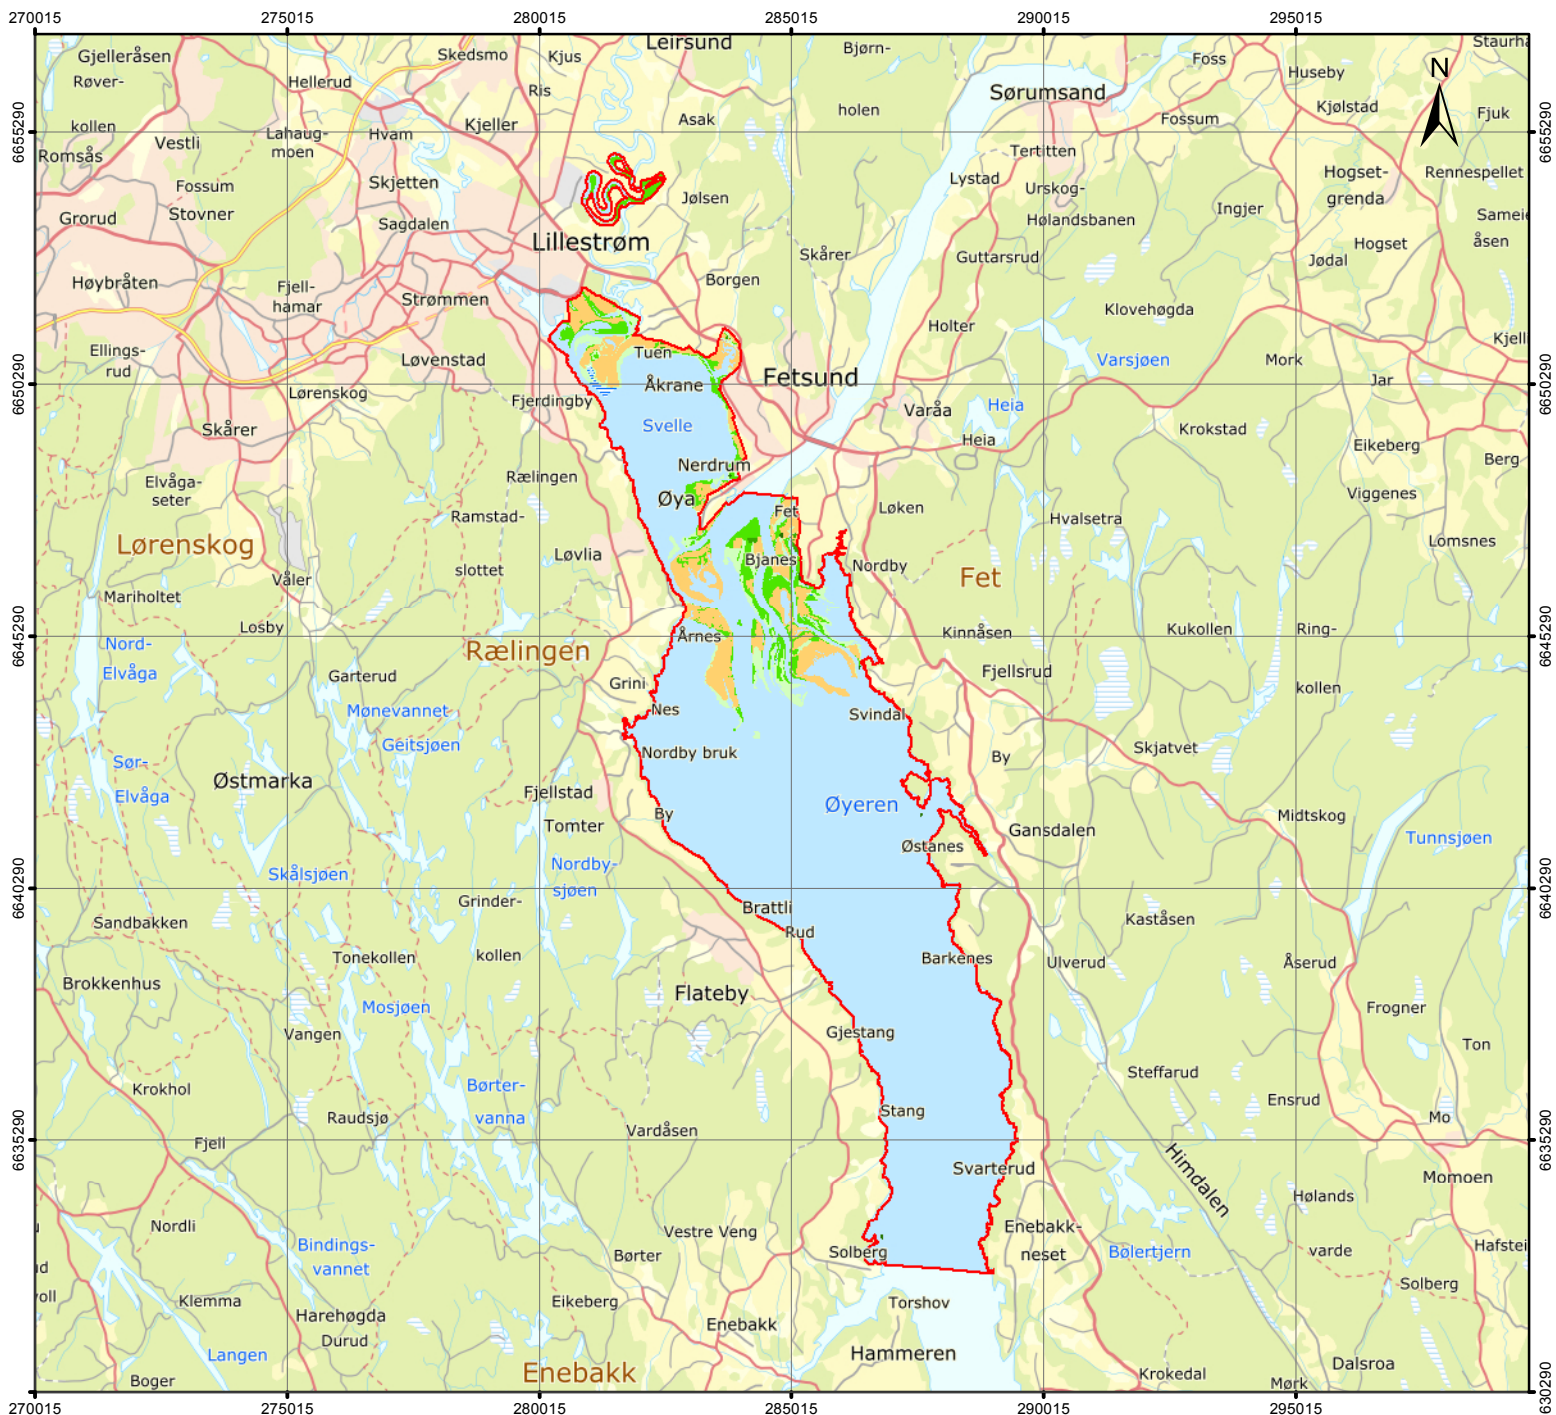 270015 275015 280015 285015 290015 295015
Gjelleråsen
Skedsmo
Kjus
Leirsund
Bjørn-
holen
Foss
Staurha
Røver-
kollen
Hellerud
Ris
Sørumsand
Huseby
N
Kjølstad
Fjuk
Vestli
Lahaug-
moen
Hvam
Kjeller
Asak
Fossum
6655290
6655290
Romsås
Tertitten
Fossum
Stovner
Skjetten
Lystad
Urskog-
Hølandsbanen
Hogset-
grenda
Rennespellet
Jølsen
Grorud
Sagdalen
Lillestrøm
Skårer
Ingjer
Sameie
åsen
Hogset
Guttarsrud
Jødal
Høybråten
Fjell-
hamar
Strømmen
Borgen
Klovehøgda
Holter
Kjell
Ellings-
rud
Løvenstad
Tuen
Fetsund
Varsjøen
Mork
Jar
6650290
6650290
Åkrane
Lørenskog
Fjerdingby
Varåa
Heia
Heia
Skårer
Svelle
Krokstad
Eikeberg
Berg
Nerdrum
Elvåga-
seter
Rælingen
Øya
Fet
Løken
Viggenes
Ramstad-
slottet
Hvalsetra
Lomsnes
Lørenskog
Løvlia
Bjanes
Nordby
Fet
Våler
Mariholtet
Losby
Årnes
Kinnåsen
Kukollen
Ring-
kollen
6645290
6645290
Nord-
Elvåga
Rælingen
Garterud
Grini
Fjellsrud
Mønevannet
Nes
Svindal
Geitsjøen
Nordby bruk
By
Skjatvet
Sør-
Elvåga
Østmarka
Fjellstad
Øyeren
By
Tomter
Gansdalen
Midtskog
Tunnsjøen
Østanes
Skålsjøen
Nordby-
sjøen
6640290
6640290
Grinder-
kollen
Brattli
Sandbakken
Rud
Kaståsen
Tonekollen
Barkenes
Ulverud
Åserud
Brokkenhus
Flateby
Mosjøen
Frogner
Vangen
Gjestang
Ton
Krokhol
Børter-
vanna
Steffarud
Raudsjø
Stang
Ensrud
Mo
Vardåsen
Fjell
6635290
6635290
Svarterud
Himdalen
Momoen
Hølands
varde
Nordli
Vestre Veng
Enebakk-
neset
Bindings-
vannet
Børter
Solberg
Bølertjern
Hafstei
ud
Solberg
voll
Klemma
Eikeberg
Torshov
Harehøgda
Durud
Enebakk
Langen
Hammeren
Dalsroa
Boger
Enebakk
Krokedal
Mørk
6630290
630290
270015 275015 280015 285015 290015 295015